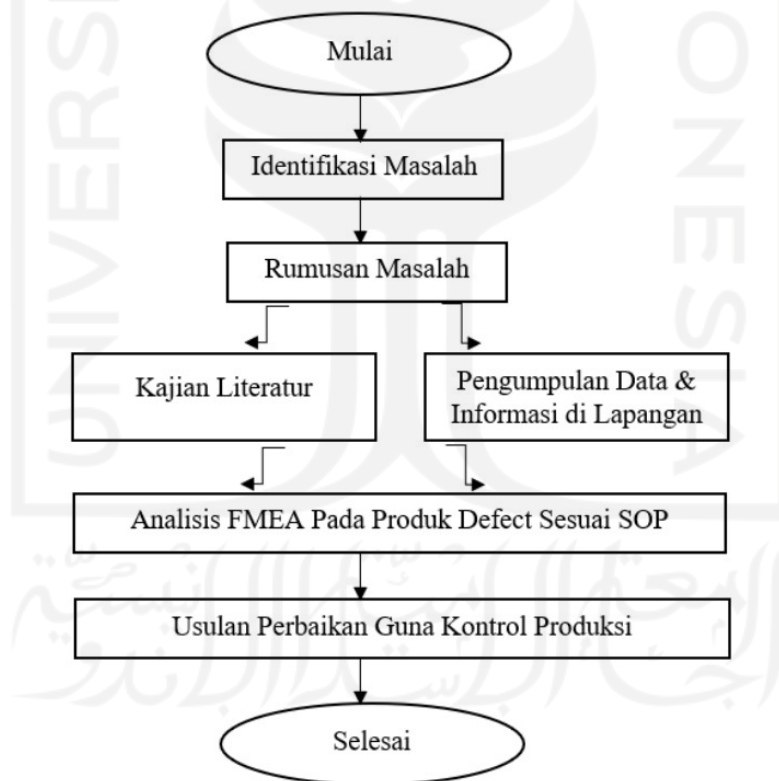 Mulai
Identifikasi Masalah
Rumusan Masalah
Kajian Literatur
Pengumpulan Data &
Informasi di Lapangan
Analisis FMEA Pada Produk Defect Sesuai SOP
Usulan Perbaikan Guna Kontrol Produksi
Selesai